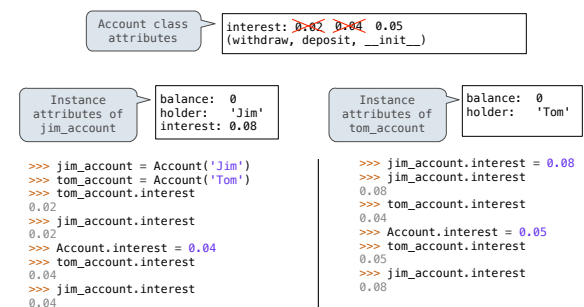 Account class
attributes
interest: 0.02 0.04 0.05
(withdraw, deposit, __init__)
Instance
attributes of
jim_account
balance: 0
holder: 'Jim'
interest: 0.08
Instance
attributes of
tom_account
balance: 0
holder: 'Tom'
>>> jim_account = Account('Jim')
>>> tom_account = Account('Tom')
>>> tom_account.interest
0.02
>>> jim_account.interest
0.02
>>> Account.interest = 0.04
>>> tom_account.interest
0.04
>>> jim_account.interest
0.04
>>> jim_account.interest = 0.08
>>> jim_account.interest
0.08
>>> tom_account.interest
0.04
>>> Account.interest = 0.05
>>> tom_account.interest
0.05
>>> jim_account.interest
0.08